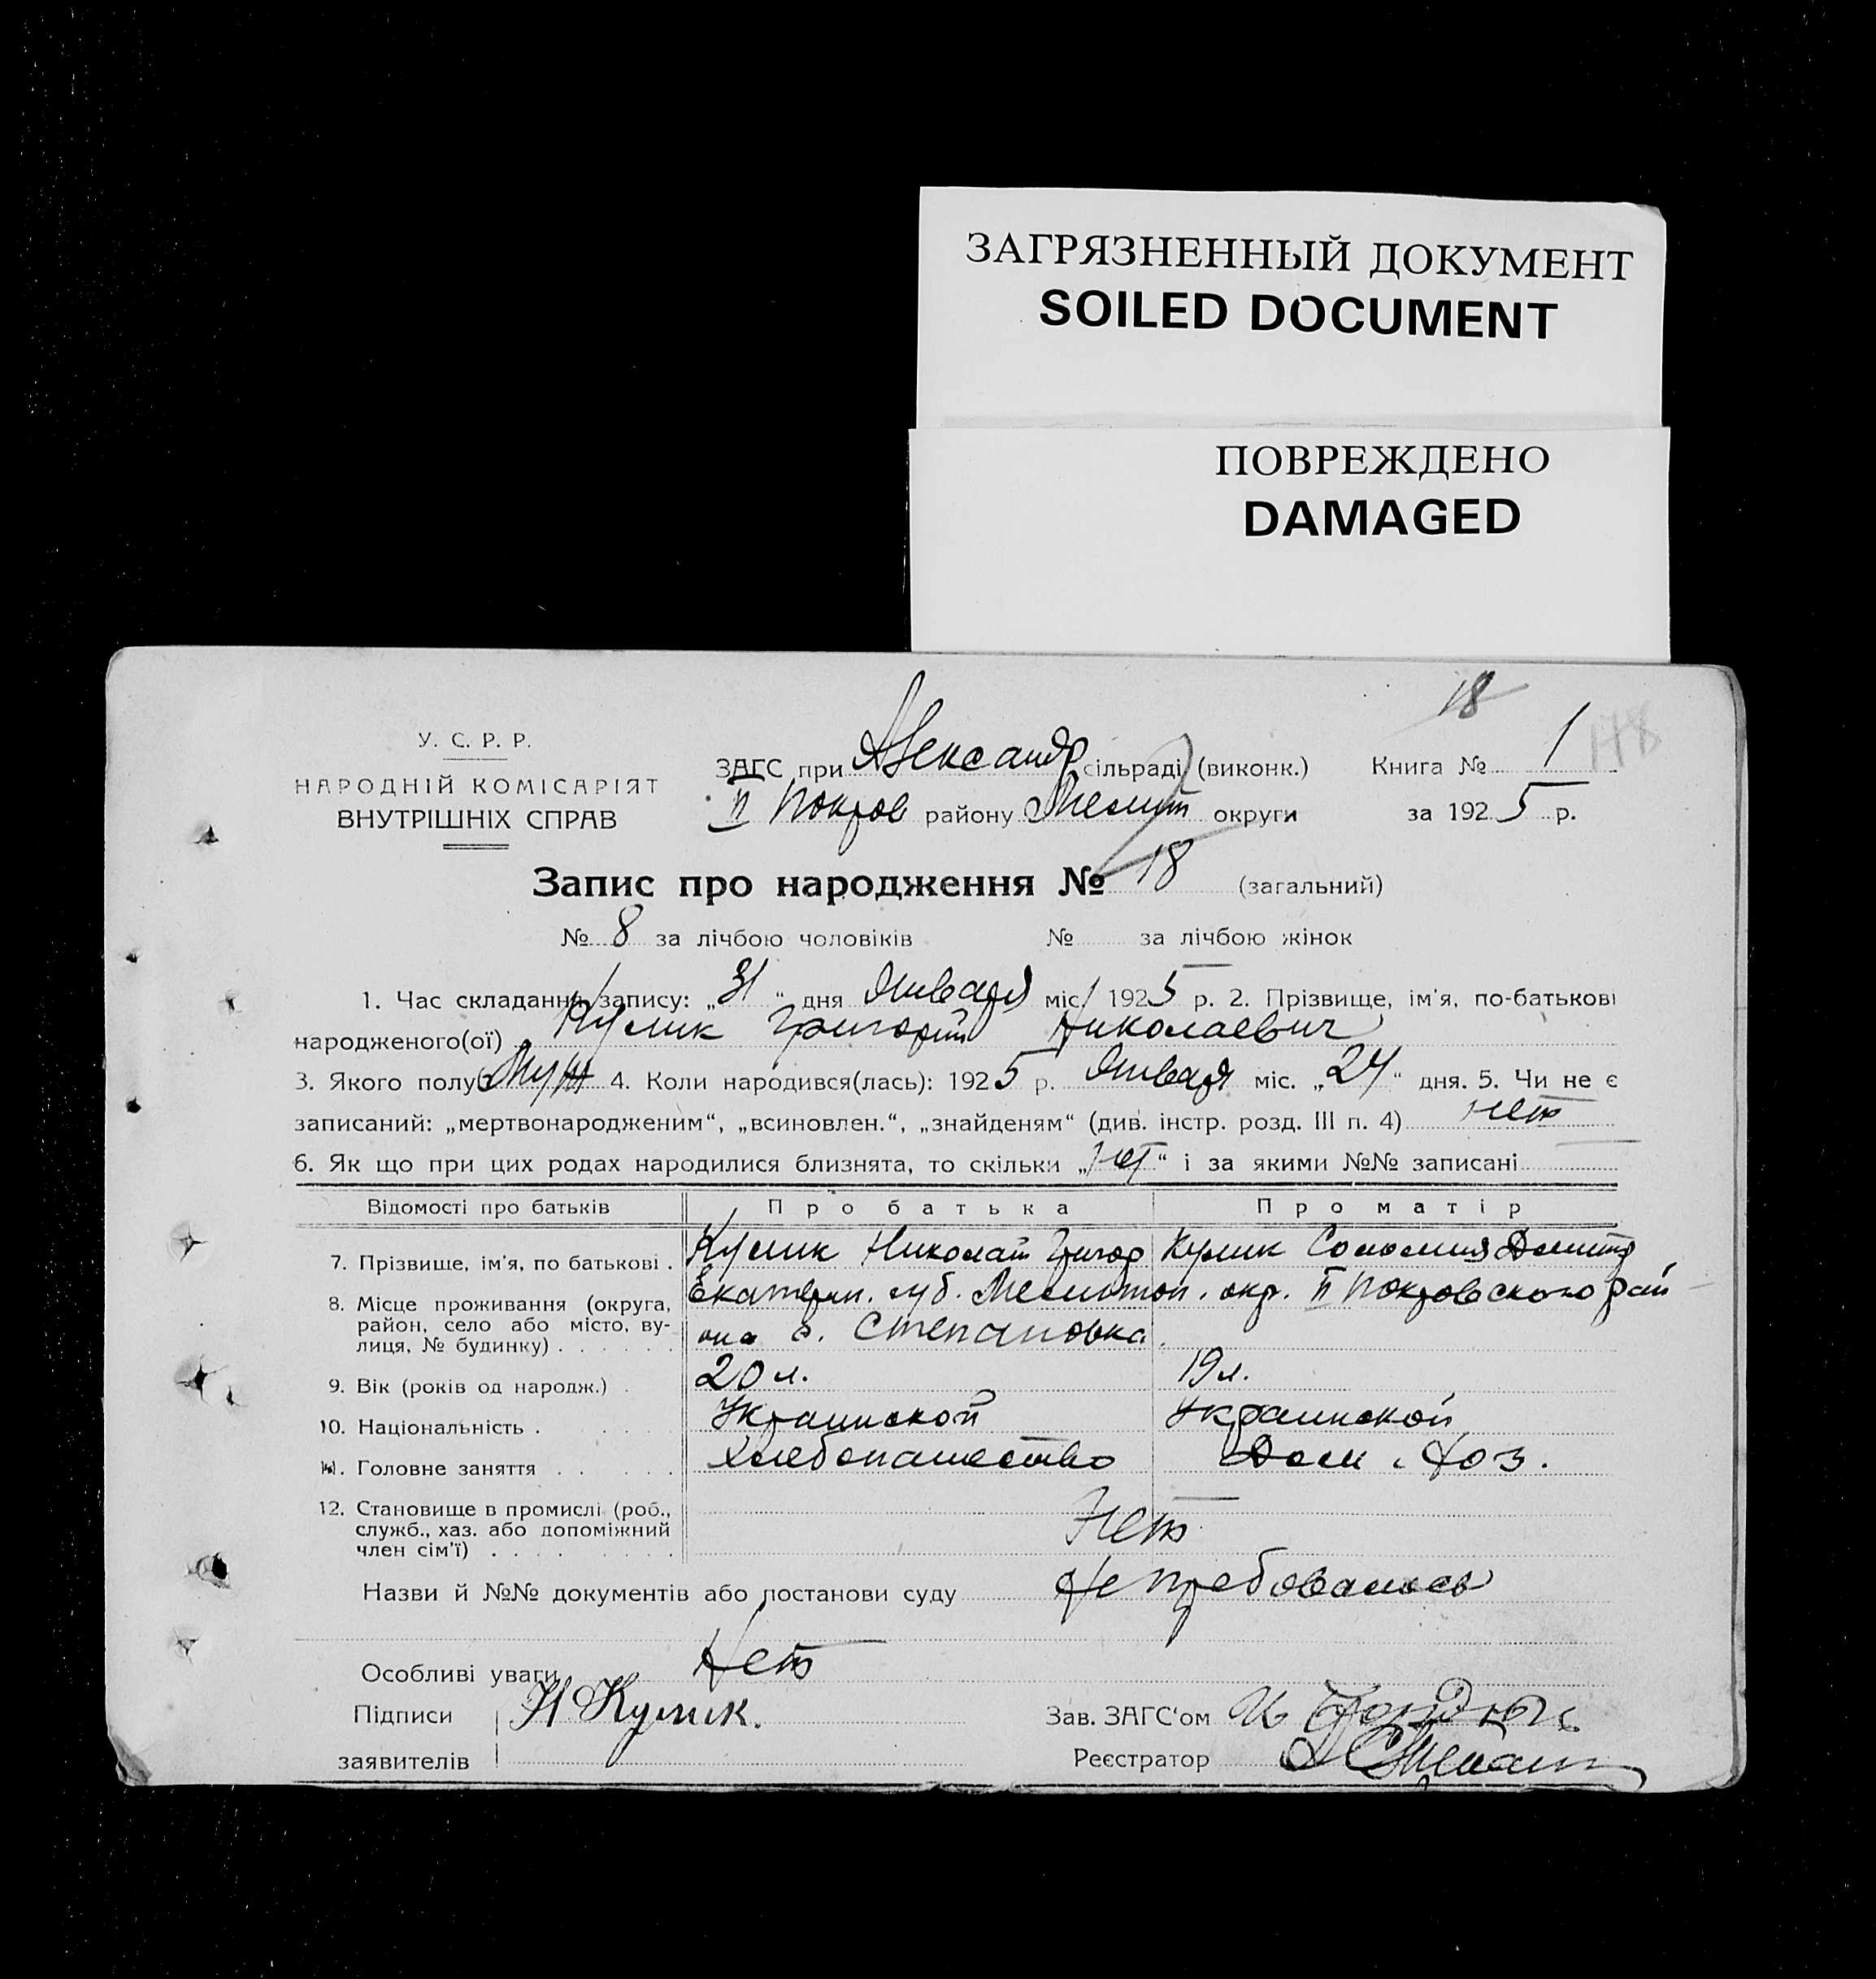 ЗАГРЯЗНЕННЫЙ ДОКУМЕНТ
SOILED DOCUMENT
ПОВРЕЖДЕНО
DAMAGED
18
У. С. Р. Р.
НАРОДНІЙ КОМІСАРІЯТ
ВНУТРІШНІХ СПРАВ
ЗАГС при Александр сільраді (виконк.) Книга № 1 178
II Покров району Мелит округи за 1925 р.
Запис про народження № 18 (загальний)
№ 8 за лічбою чоловіків № за лічбою жінок
1. Час складання запису: „31“ дня Января міс. 1925 р. 2. Прізвище, ім'я, по-батькові
народженого(ої) Кулик Григорий Николаевич
3. Якого полу Муж 4. Коли народився(лась): 1925 р. Января міс. „24“ дня. 5. Чи не є
записаний: „мертвонародженим“, „всиновлен.“, „знайденям“ (див. інстр. розд. III п. 4) нет
6. Як що при цих родах народилися близнята, то скільки „нет“ і за якими №№ записані
Відомості про батьків Про батька Про матір
7. Прізвище, ім'я, по батькові . Кулик Николай Григор Кулик Соломия Дмитр
8. Місце проживання (округа, район, село або місто, вулиця, № будинку) . . . . . . Екатерин. губ. Мелитоп. окр. II Покровского рай
она с. Степановка.
9. Вік (років од народж.) . 20 л. 19 л.
10. Національність . Украинской Украинской
11. Головне заняття . . . . . Хлебопашество Дом. Хоз.
12. Становище в промислі (роб., служб., хаз. або допоміжний член сім'ї) . . . . . . . . Нет
Назви й №№ документів або постанови суду Не требовалось
Особливі уваги Нет
Підписи Н Кулик. Зав. ЗАГС'ом
заявителів Реєстратор